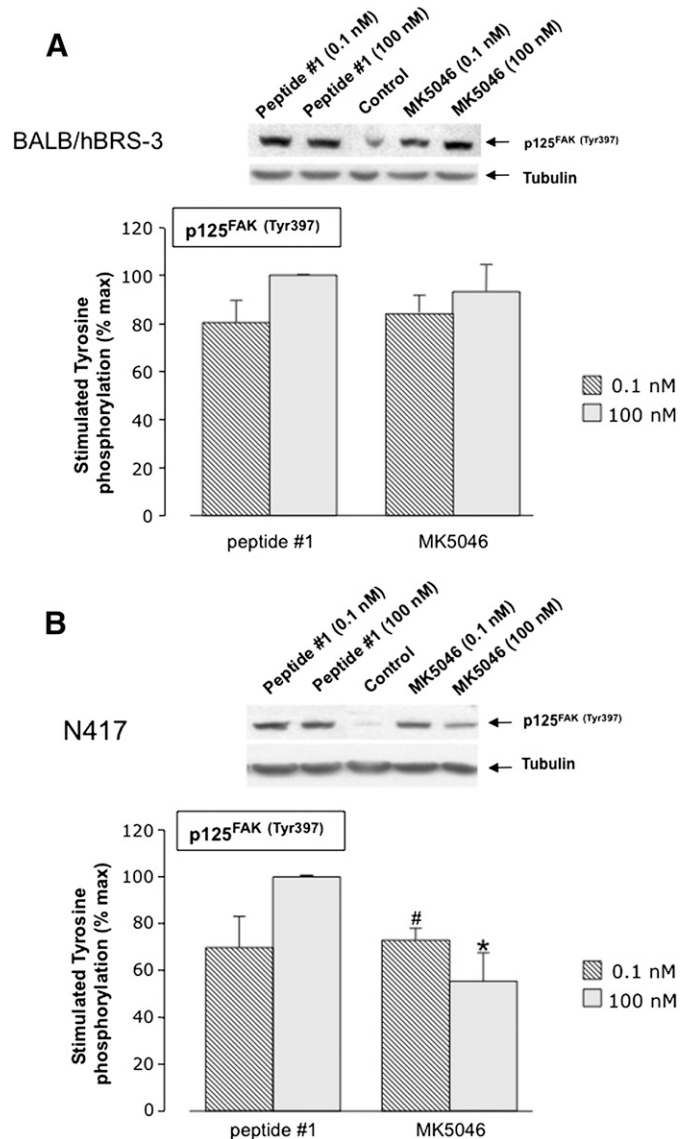 A
Peptide #1 (0.1 nM)
Peptide #1 (100 nM)
Control
MK5046 (0.1 nM)
MK5046 (100 nM)
BALB/hBRS-3
p125FAK (Tyr397)
Tubulin
p125FAK (Tyr397)
Stimulated Tyrosine
phosphorylation (% max)
120
100
80
60
40
20
0
peptide #1
MK5046
0.1 nM
100 nM
B
Peptide #1 (0.1 nM)
Peptide #1 (100 nM)
Control
MK5046 (0.1 nM)
MK5046 (100 nM)
N417
p125FAK (Tyr397)
Tubulin
p125FAK (Tyr397)
Stimulated Tyrosine
phosphorylation (% max)
120
100
80
60
40
20
0
#
*
peptide #1
MK5046
0.1 nM
100 nM